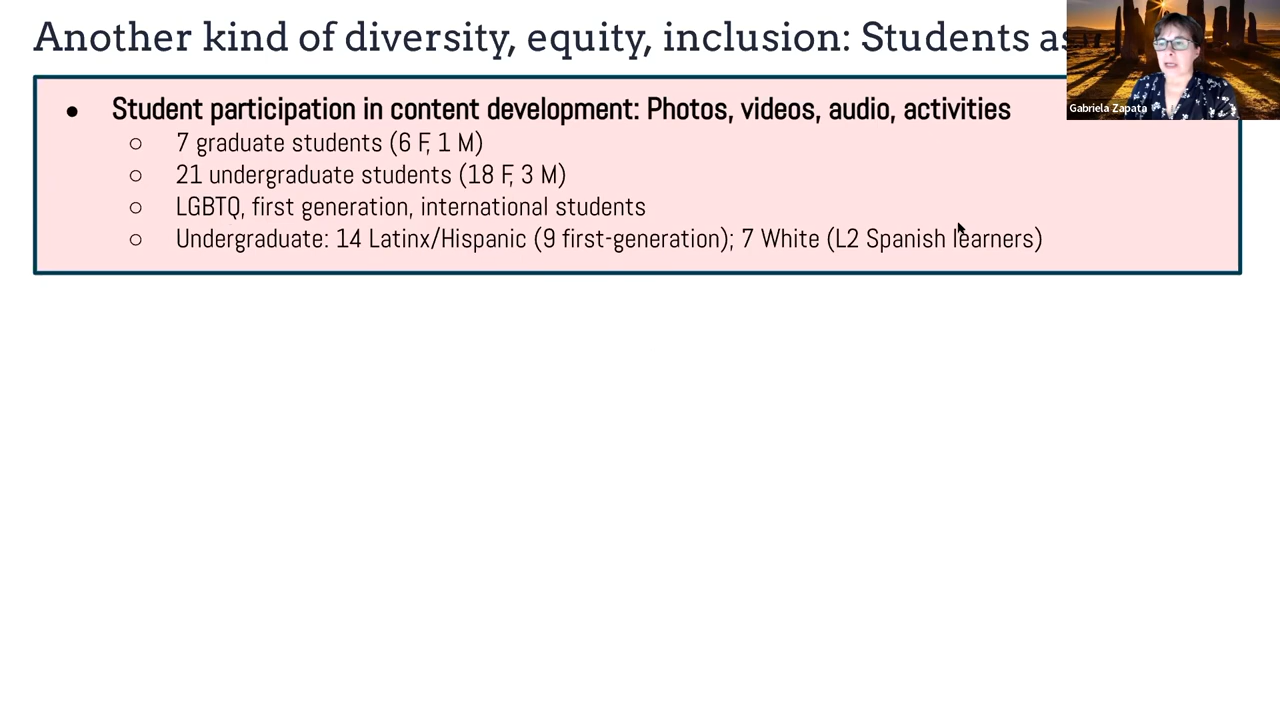 Another kind of diversity, equity, inclusion: Students as
Gabriela Zapata
● Student participation in content development: Photos, videos, audio, activities
○ 7 graduate students (6 F, 1 M)
○ 21 undergraduate students (18 F, 3 M)
○ LGBTQ, first generation, international students
○ Undergraduate: 14 Latinx/Hispanic (9 first-generation); 7 White (L2 Spanish learners)